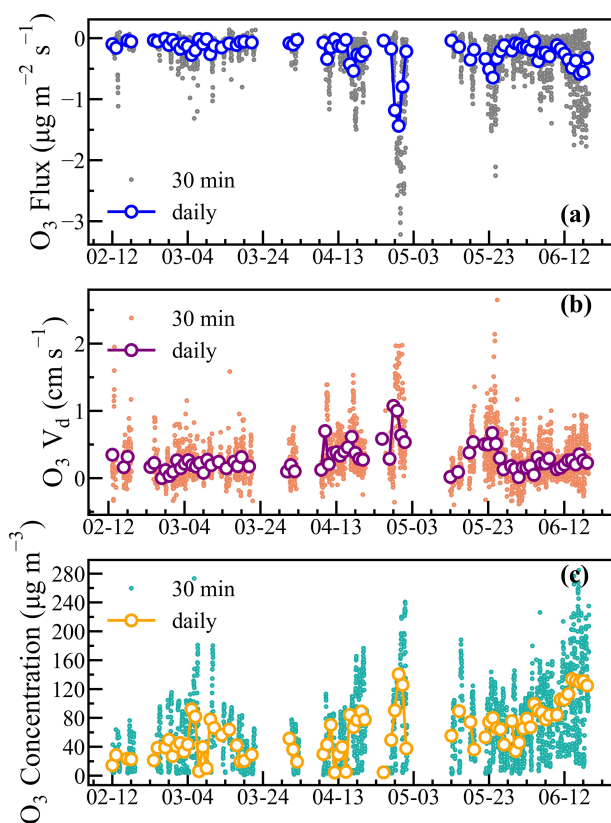 O₃ Flux (μg m⁻² s⁻¹)
0
−1
−2
−3
30 min
daily
(a)
02-12 03-04 03-24 04-13 05-03 05-23 06-12
O₃ V_d (cm s⁻¹)
(b)
30 min
daily
2
1
0
02-12 03-04 03-24 04-13 05-03 05-23 06-12
O₃ Concentration (μg m⁻³)
(c)
280
240
200
160
120
80
40
0
30 min
daily
02-12 03-04 03-24 04-13 05-03 05-23 06-12